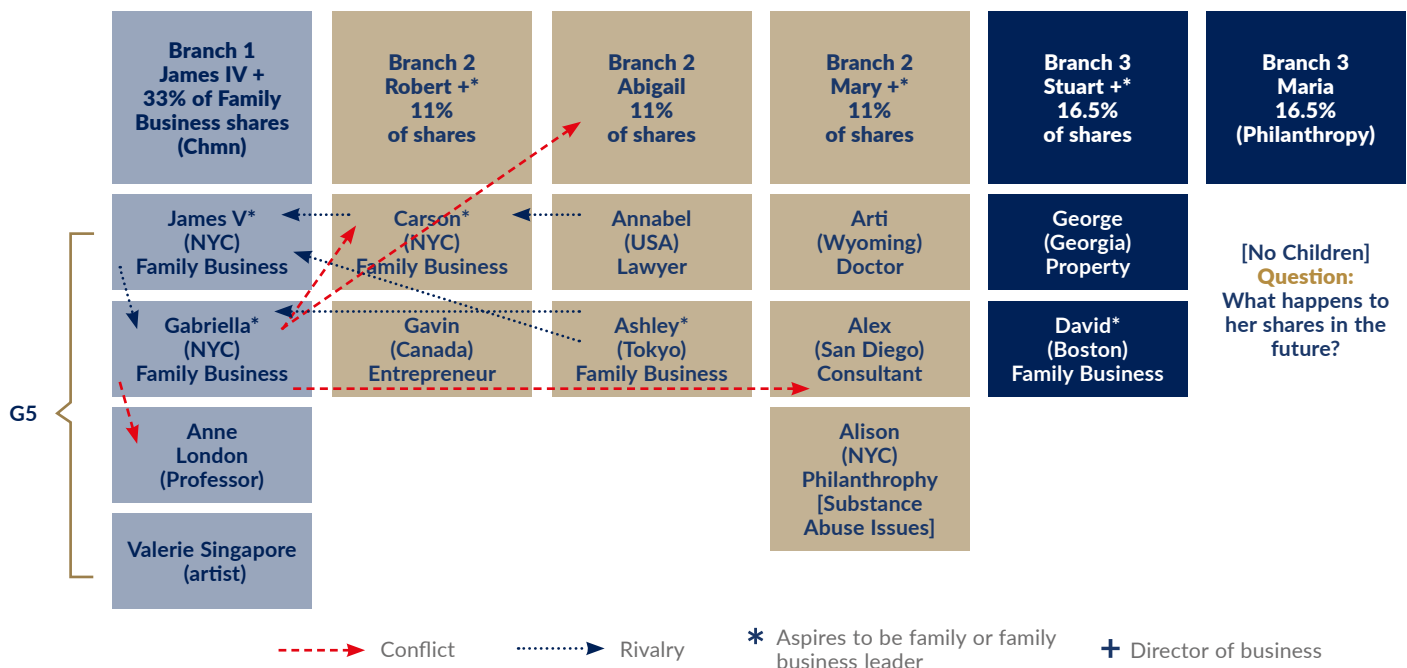 Branch 1
James IV +
33% of Family
Business shares
(Chmn)
Branch 2
Robert +*
11%
of shares
Branch 2
Abigail
11%
of shares
Branch 2
Mary +*
11%
of shares
Branch 3
Stuart +*
16.5%
of shares
Branch 3
Maria
16.5%
(Philanthropy)
G5
James V*
(NYC)
Family Business
Carson*
(NYC)
Family Business
Annabel
(USA)
Lawyer
Arti
(Wyoming)
Doctor
George
(Georgia)
Property
[No Children]
Question:
What happens to
her shares in the
future?
Gabriella*
(NYC)
Family Business
Gavin
(Canada)
Entrepreneur
Ashley*
(Tokyo)
Family Business
Alex
(San Diego)
Consultant
David*
(Boston)
Family Business
Anne
London
(Professor)
Alison
(NYC)
Philanthrophy
[Substance
Abuse Issues]
Valerie Singapore
(artist)
Conflict
Rivalry
* Aspires to be family or family
business leader
+ Director of business